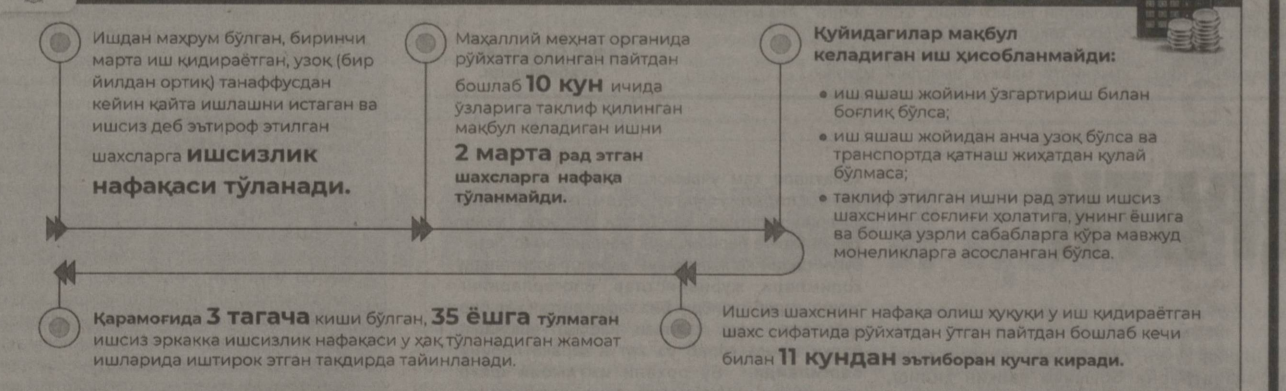 Ишдан маҳрум бўлган, биринчи
марта иш қидираётган, узоқ (бир
йилдан ортиқ) танаффусдан
кейин қайта ишлашни истаган ва
ишсиз деб эътироф этилган
шахсларга ишсизлик
нафақаси тўланади.
Маҳаллий меҳнат органида
рўйхатга олинган пайтдан
бошлаб 10 кун ичида
ўзларига таклиф қилинган
мақбул келадиган ишни
2 марта рад этган
шахсларга нафақа
тўланмайди.
Қуйидагилар мақбул
келадиган иш ҳисобланмайди:
• иш яшаш жойини ўзгартириш билан
боғлиқ бўлса;
• иш яшаш жойидан анча узоқ бўлса ва
транспортда қатнаш жиҳатдан қулай
бўлмаса;
• таклиф этилган ишни рад этиш ишсиз
шахснинг соғлиғи ҳолатига, унинг ёшига
ва бошқа узрли сабабларга кўра мавжуд
монеликларга асосланган бўлса.
Ишсиз шахснинг нафақа олиш ҳуқуқи у иш қидираётган
шахс сифатида рўйхатдан ўтган пайтдан бошлаб кечи
билан 11 кундан эътиборан кучга киради.
Қарамоғида 3 тагача киши бўлган, 35 ёшга тўлмаган
ишсиз эркакка ишсизлик нафақаси у ҳақ тўланадиган жамоат
ишларида иштирок этган тақдирда тайинланади.